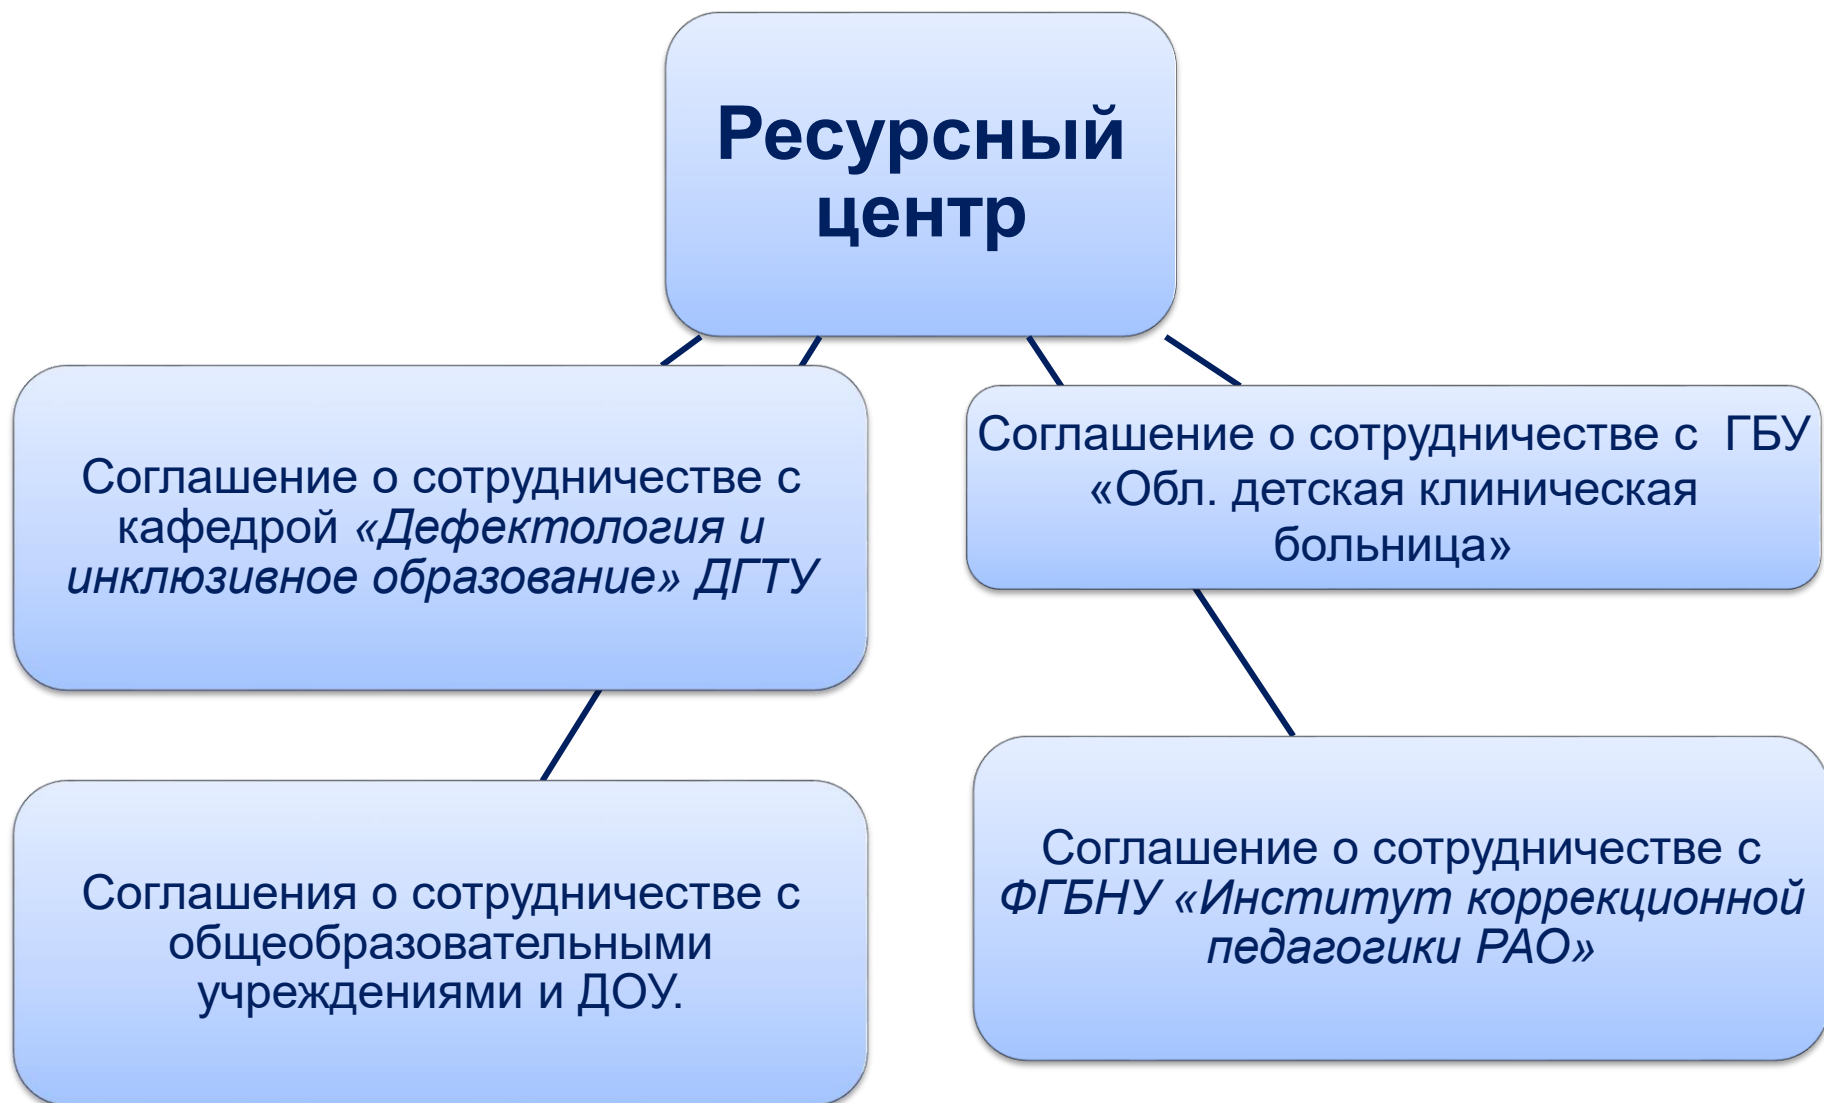 Ресурсный
центр
Соглашение о сотрудничестве с
кафедрой «Дефектология и
инклюзивное образование» ДГТУ
Соглашение о сотрудничестве с  ГБУ
«Обл. детская клиническая
больница»
Соглашения о сотрудничестве с
общеобразовательными
учреждениями и ДОУ.
Соглашение о сотрудничестве с
ФГБНУ «Институт коррекционной
педагогики РАО»